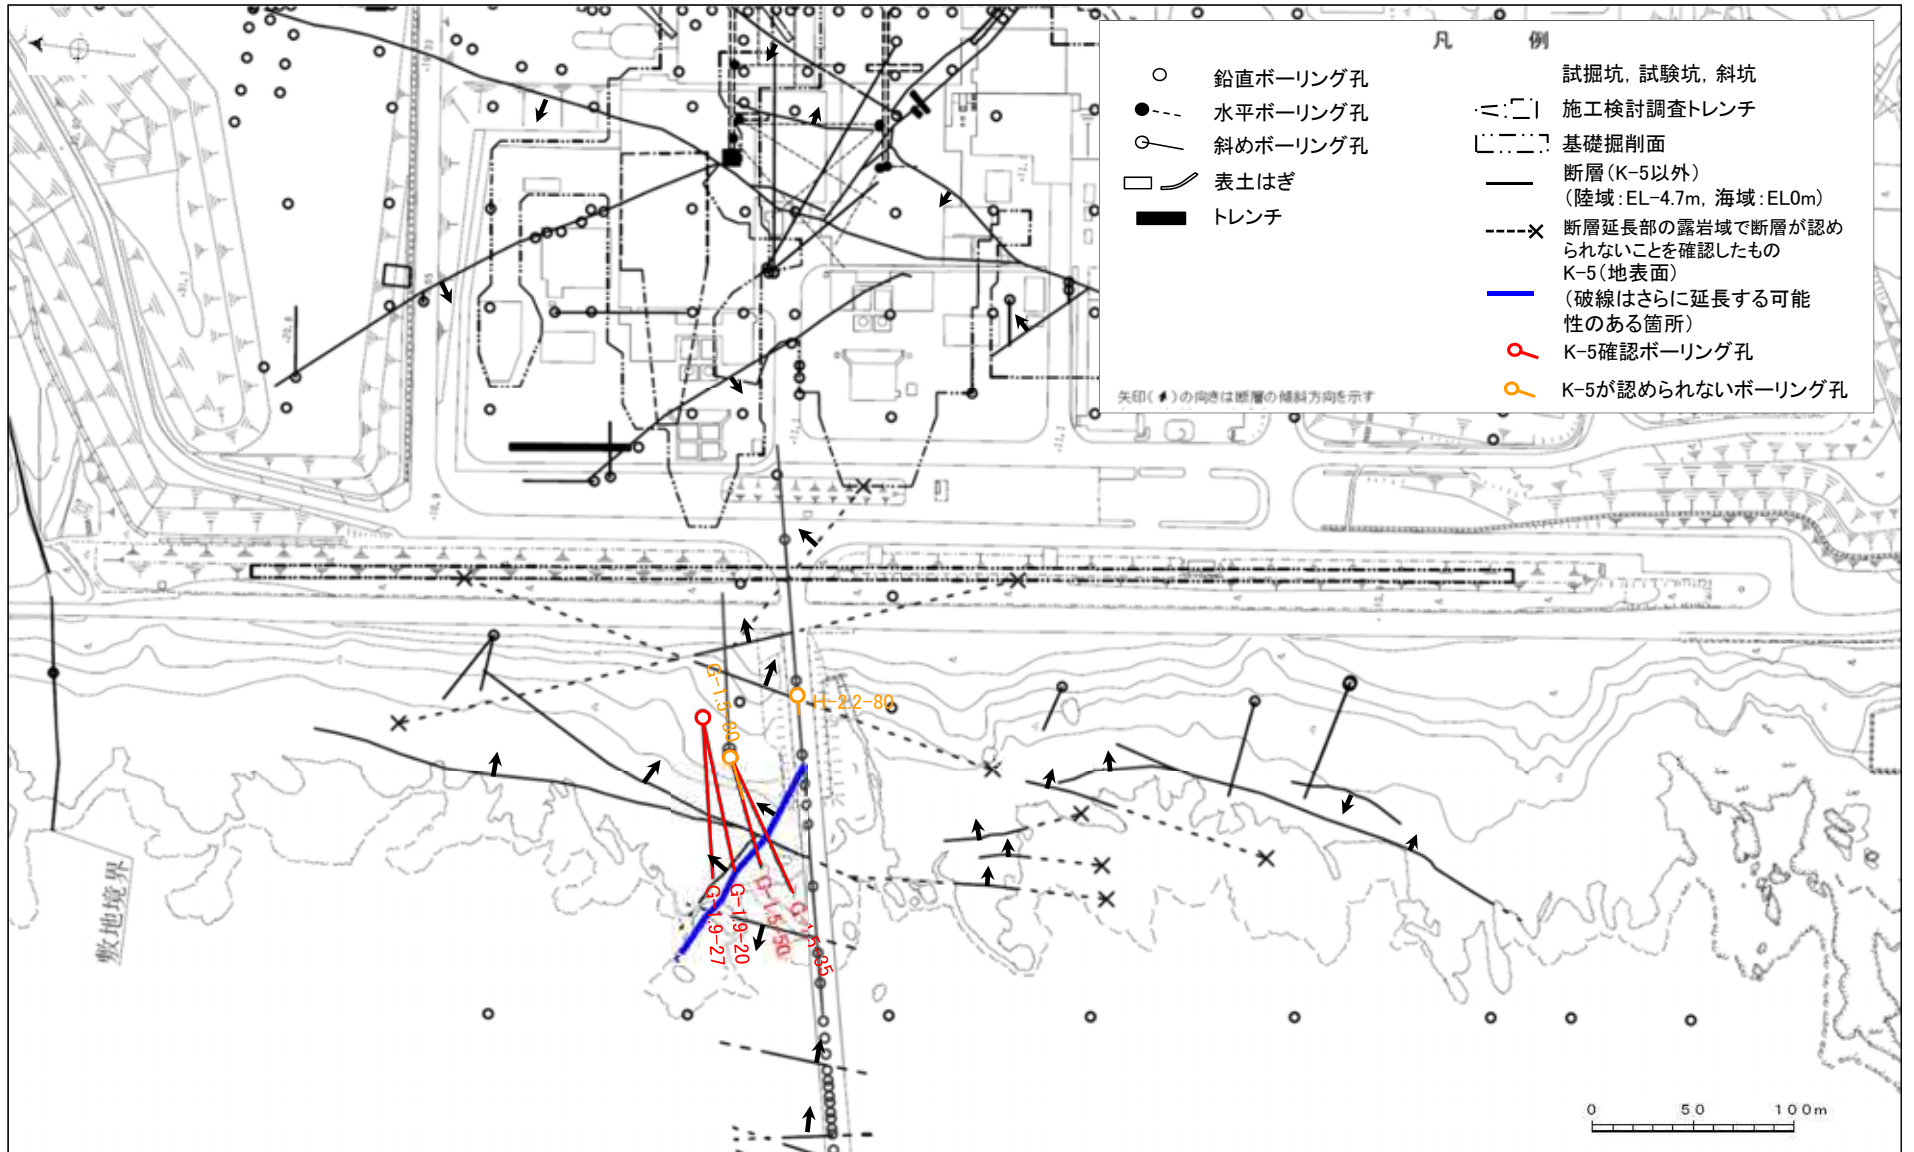 凡 例
鉛直ボーリング孔
水平ボーリング孔
斜めボーリング孔
表土はぎ
トレンチ
試掘坑, 試験坑, 斜坑
施工検討調査トレンチ
基礎掘削面
断層(K-5以外)
(陸域:EL-4.7m, 海域:EL0m)
断層延長部の露岩域で断層が認め
られないことを確認したもの
K-5(地表面)
(破線はさらに延長する可能
性のある箇所)
K-5確認ボーリング孔
K-5が認められないボーリング孔
矢印( )の向きは断層の傾斜方向を示す
G-1.5-80
H-2.2-80
G-1.9-27
G-1.9-20
G-1.5-50
G-1.5-35
敷地境界
0 50 100m